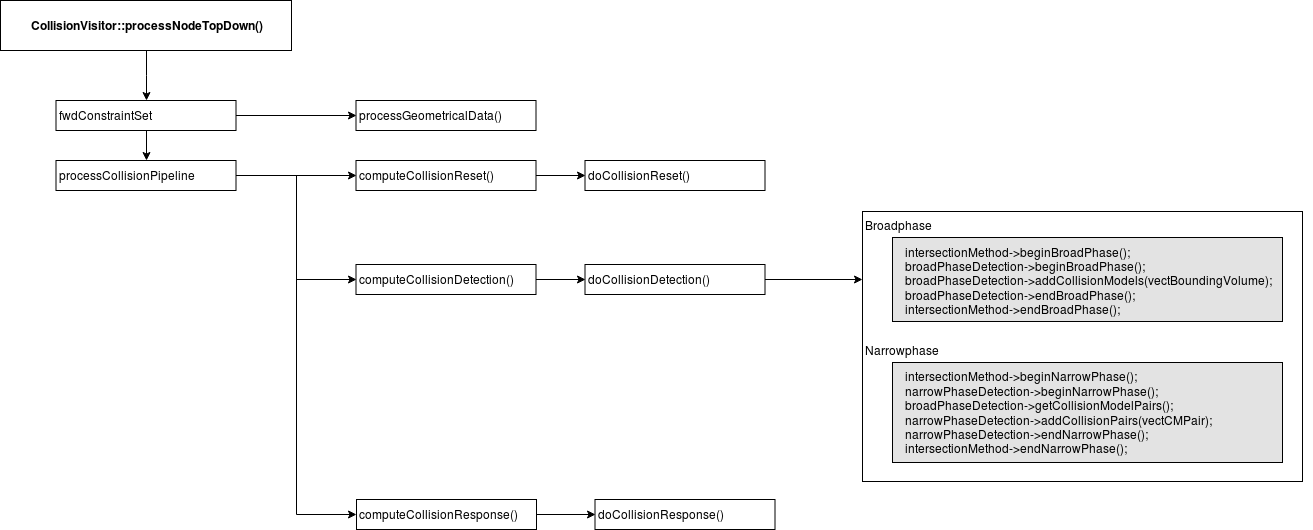 CollisionVisitor::processNodeTopDown()
fwdConstraintSet
processGeometricalData()
processCollisionPipeline
computeCollisionReset()
doCollisionReset()
computeCollisionDetection()
doCollisionDetection()
Broadphase
intersectionMethod->beginBroadPhase();
broadPhaseDetection->beginBroadPhase();
broadPhaseDetection->addCollisionModels(vectBoundingVolume);
broadPhaseDetection->endBroadPhase();
intersectionMethod->endBroadPhase();
Narrowphase
intersectionMethod->beginNarrowPhase();
narrowPhaseDetection->beginNarrowPhase();
broadPhaseDetection->getCollisionModelPairs();
narrowPhaseDetection->addCollisionPairs(vectCMPair);
narrowPhaseDetection->endNarrowPhase();
intersectionMethod->endNarrowPhase();
computeCollisionResponse()
doCollisionResponse()